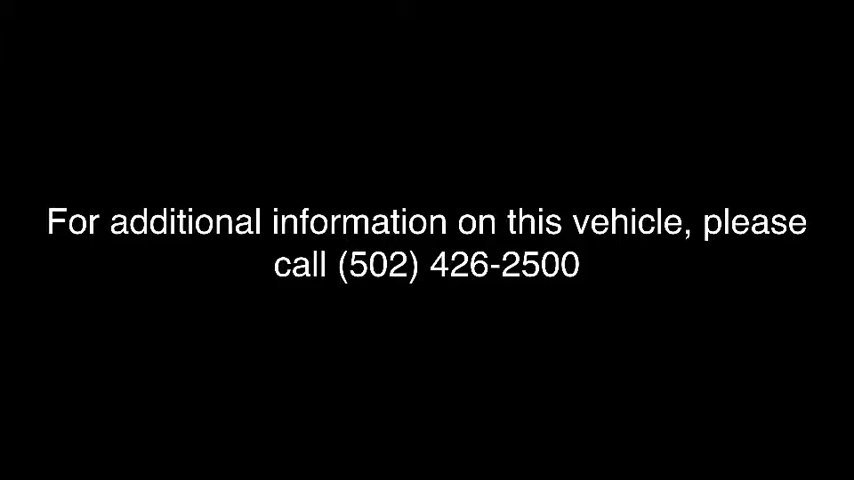 For additional information on this vehicle, please
call (502) 426-2500